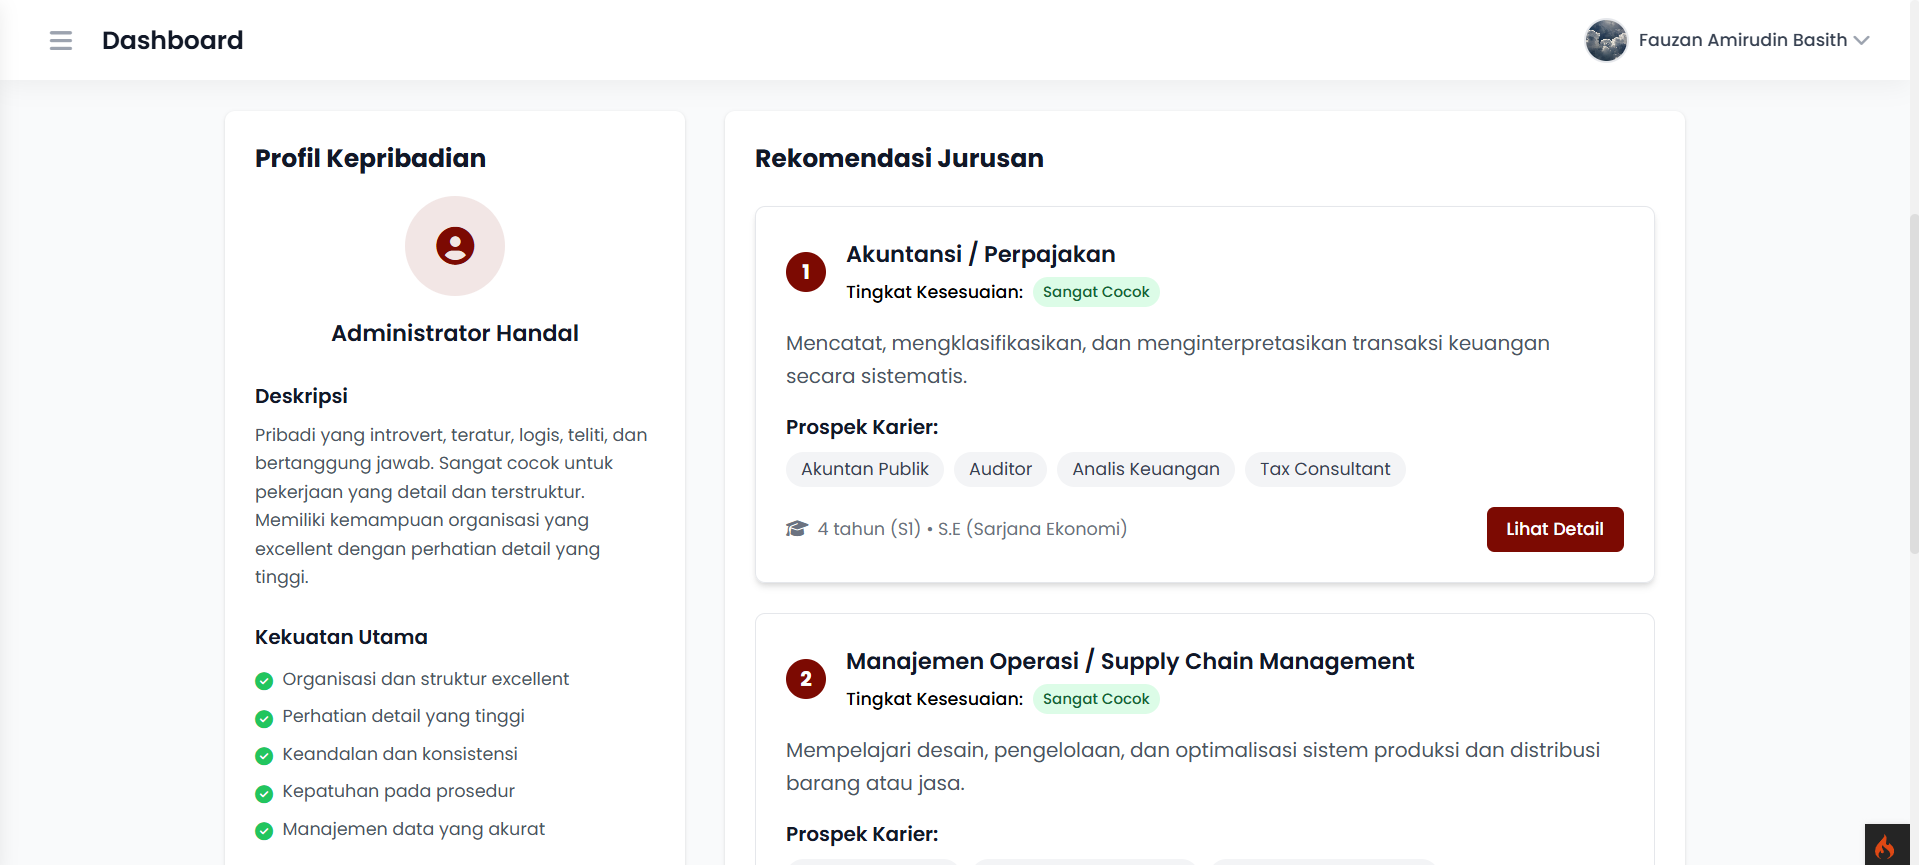 Dashboard
Fauzan Amirudin Basith
Profil Kepribadian
Administrator Handal
Deskripsi
Pribadi yang introvert, teratur, logis, teliti, dan
bertanggung jawab. Sangat cocok untuk
pekerjaan yang detail dan terstruktur.
Memiliki kemampuan organisasi yang
excellent dengan perhatian detail yang
tinggi.
Kekuatan Utama
Organisasi dan struktur excellent
Perhatian detail yang tinggi
Keandalan dan konsistensi
Kepatuhan pada prosedur
Manajemen data yang akurat
Rekomendasi Jurusan
1
Akuntansi / Perpajakan
Tingkat Kesesuaian: Sangat Cocok
Mencatat, mengklasifikasikan, dan menginterpretasikan transaksi keuangan
secara sistematis.
Prospek Karier:
Akuntan Publik Auditor Analis Keuangan Tax Consultant
4 tahun (S1) • S.E (Sarjana Ekonomi)
Lihat Detail
2
Manajemen Operasi / Supply Chain Management
Tingkat Kesesuaian: Sangat Cocok
Mempelajari desain, pengelolaan, dan optimalisasi sistem produksi dan distribusi
barang atau jasa.
Prospek Karier: